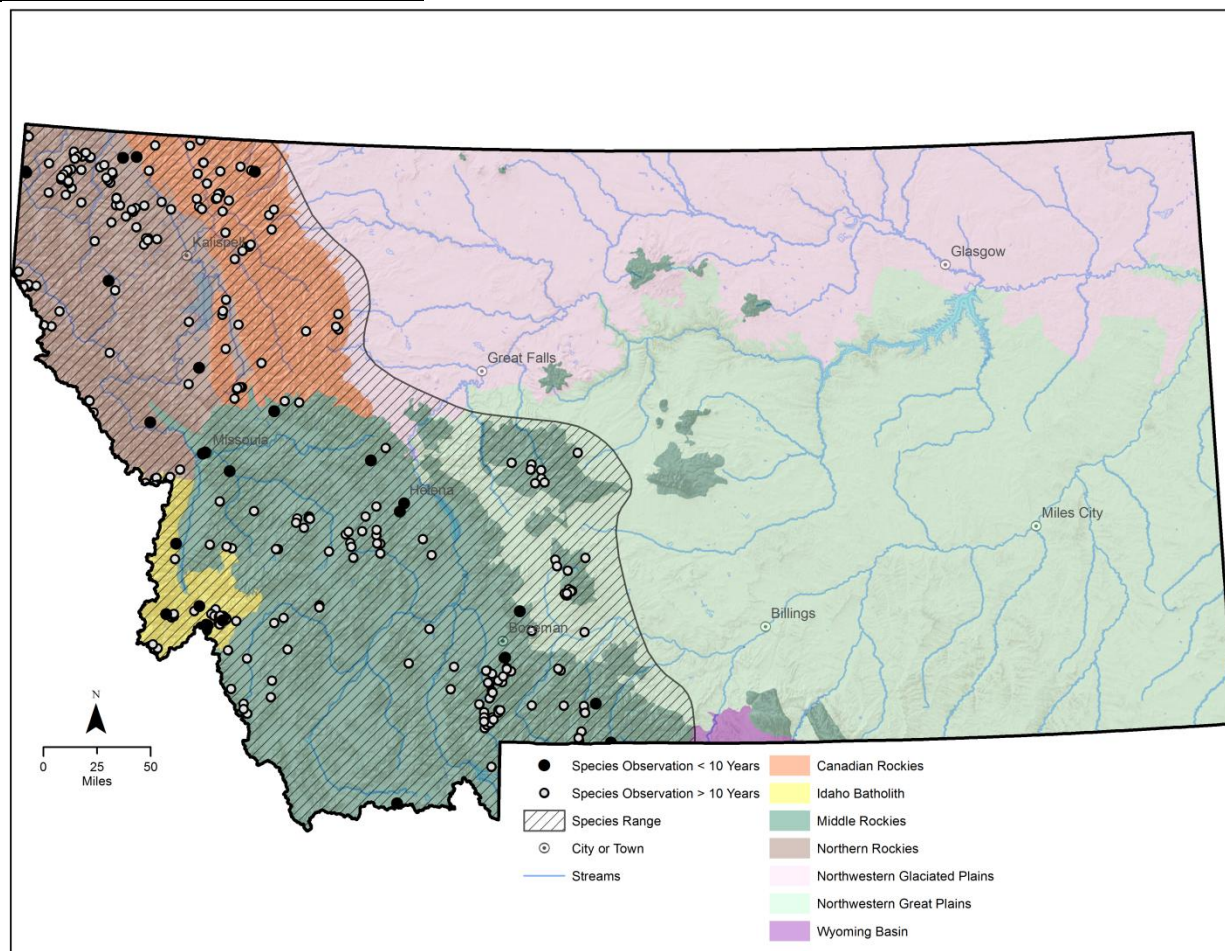 Kalispell
Glasgow
Great Falls
Missoula
Helena
Miles City
Billings
Bozeman
N
0 25 50
Miles
Species Observation < 10 Years
Species Observation > 10 Years
Species Range
City or Town
Streams
Canadian Rockies
Idaho Batholith
Middle Rockies
Northern Rockies
Northwestern Glaciated Plains
Northwestern Great Plains
Wyoming Basin